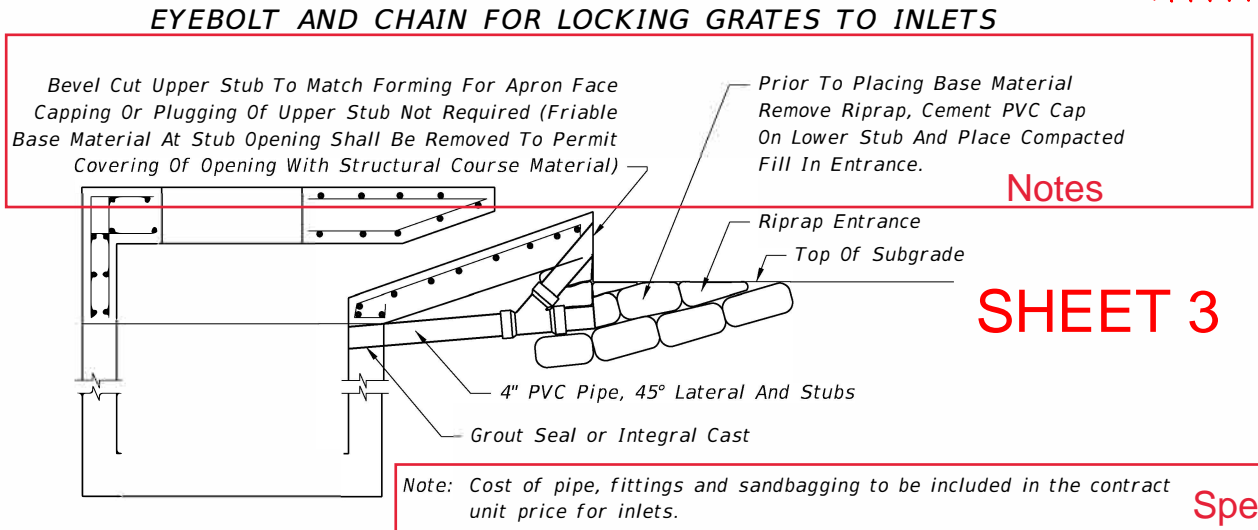 EYEBOLT AND CHAIN FOR LOCKING GRATES TO INLETS
Bevel Cut Upper Stub To Match Forming For Apron Face
Capping Or Plugging Of Upper Stub Not Required (Friable
Base Material At Stub Opening Shall Be Removed To Permit
Covering Of Opening With Structural Course Material)
Prior To Placing Base Material
Remove Riprap, Cement PVC Cap
On Lower Stub And Place Compacted
Fill In Entrance.
Notes
Riprap Entrance
Top Of Subgrade
SHEET 3
4" PVC Pipe, 45° Lateral And Stubs
Grout Seal or Integral Cast
Note: Cost of pipe, fittings and sandbagging to be included in the contract
unit price for inlets.
Spe